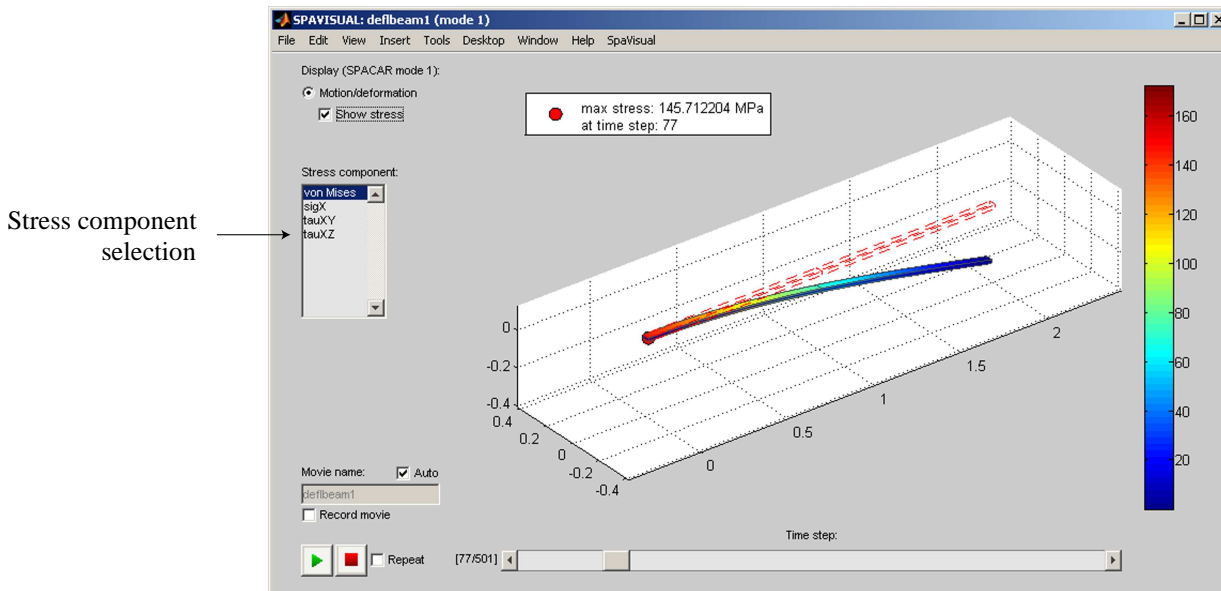 SPAVISUAL: deflbeam1 (mode 1)
File Edit View Insert Tools Desktop Window Help SpaVisual
Display (SPACAR mode 1):
Motion/deformation
Show stress
max stress: 145.712204 MPa
at time step: 77
Stress component:
von Mises
sigX
tauXY
tauXZ
Stress component
selection
0
-0.2
-0.4
0.4
0.2
0
-0.2
-0.4
0
0.5
1
1.5
2
160
140
120
100
80
60
40
20
Movie name:
Auto
deflbeam1
Record movie
Time step:
Repeat
[77/501]